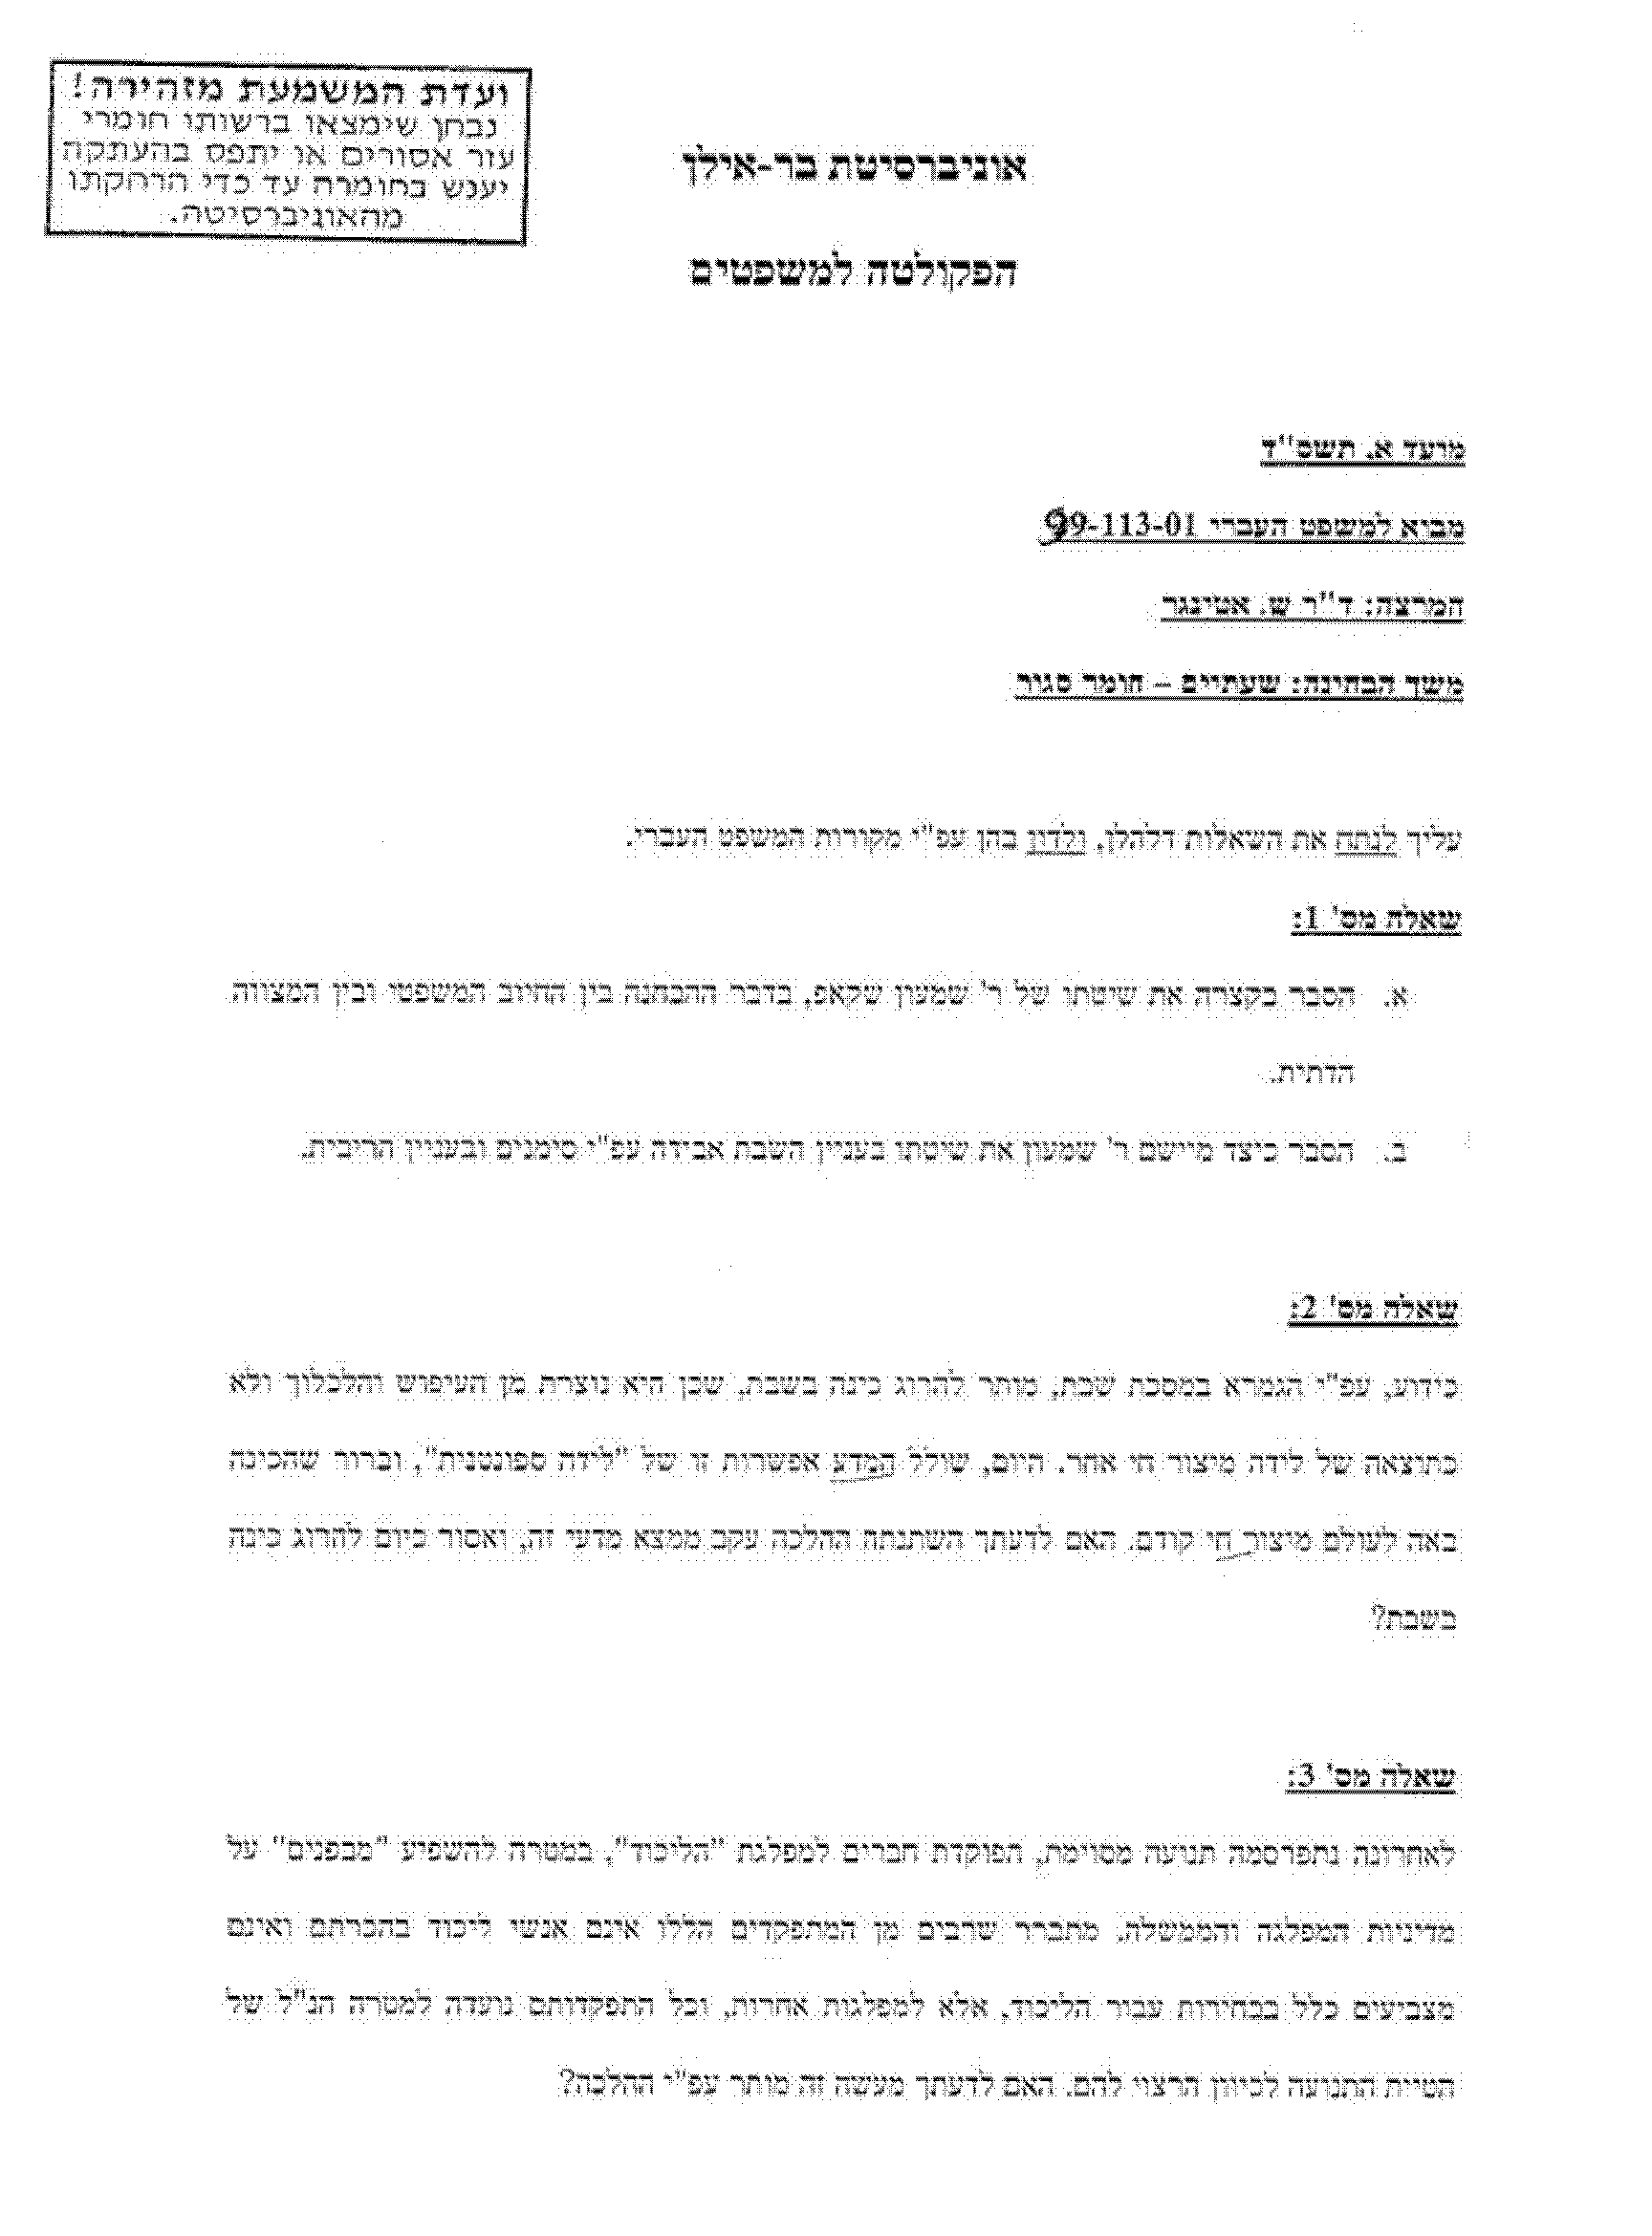 ועדת המשמעת מזהירה!
נבחן שימצאו ברשותו חומרי
עזר אסורים או יתפס בהעתקה
יענש בחומרה עד כדי הרחקתו
מהאוניברסיטה.
אוניברסיטת בר-אילן
הפקולטה למשפטים
מועד א, תשס"ד
מבוא למשפט העברי 99-113-01
המרצה: ד"ר ש. אטינגר
משך הבחינה: שעתיים – חומר סגור
עליך לנתח את השאלות דלהלן, ולדון בהן עפ"י מקורות המשפט העברי.
שאלה מס' 1:
א. הסבר בקצרה את שיטתו של ר' שמעון שקאפ, בדבר ההבחנה בין החיוב המשפטי ובין המצווה
הדתית.
ב. הסבר כיצד מיישם ר' שמעון את שיטתו בעניין השבת אבידה עפ"י סימנים ובעניין הריבית.
שאלה מס' 2:
כידוע, עפ"י הגמרא במסכת שבת, מותר להרוג כינה בשבת, שכן היא נוצרת מן העיפוש והלכלוך ולא
כתוצאה של לידה מיצור חי אחר. היום, שולל המדע אפשרות זו של "לידה ספונטנית", וברור שהכינה
באה לעולם מיצור חי קודם. האם לדעתך השתנתה ההלכה עקב ממצא מדעי זה, ואסור כיום להרוג כינה
בשבת?
שאלה מס' 3:
לאחרונה נתפרסמה תנועה מסוימת, הפוקדת חברים למפלגת "הליכוד", במטרה להשפיע "מבפנים" על
מדיניות המפלגה והממשלה. מתברר שרבים מן המתפקדים הללו אינם אנשי ליכוד בהכרתם ואינם
מצביעים כלל בבחירות עבור הליכוד, אלא למפלגות אחרות, וכל התפקדותם נועדה למטרה הנ"ל של
הטיית התנועה לכיוון הרצוי להם. האם לדעתך מעשה זה מותר עפ"י ההלכה?